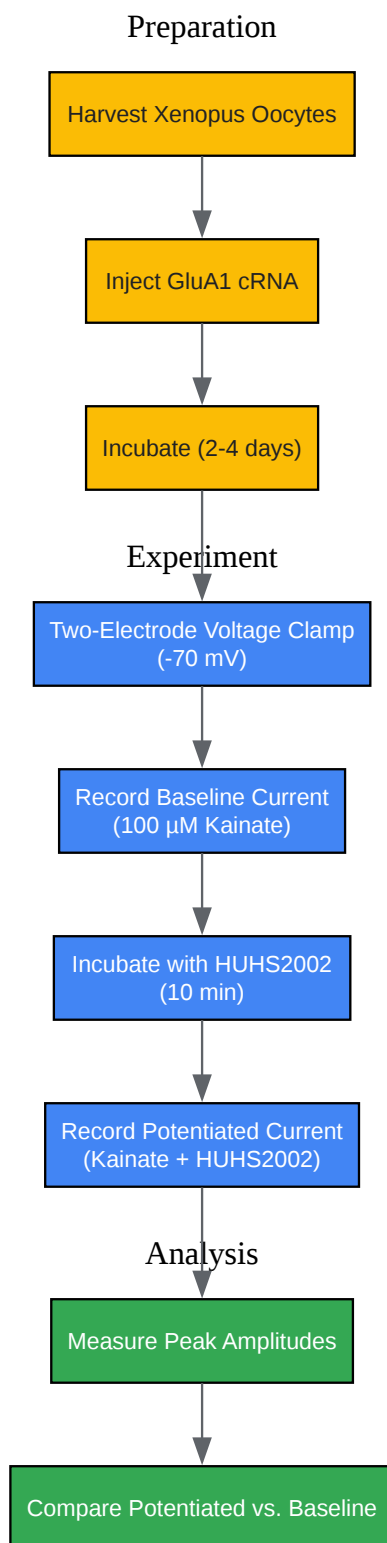 Preparation
Harvest Xenopus Oocytes
Inject GluA1 cRNA
Incubate (2-4 days)
Experiment
Two-Electrode Voltage Clamp
(-70 mV)
Record Baseline Current
(100 µM Kainate)
Incubate with HUHS2002
(10 min)
Record Potentiated Current
(Kainate + HUHS2002)
Analysis
Measure Peak Amplitudes
Compare Potentiated vs. Baseline